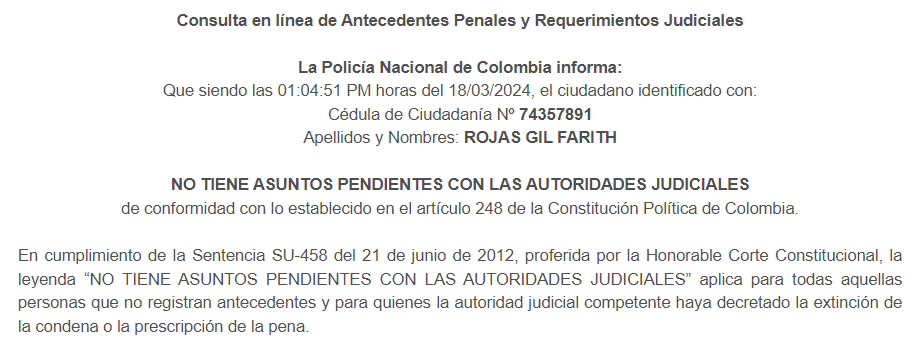 Consulta en línea de Antecedentes Penales y Requerimientos Judiciales
La Policía Nacional de Colombia informa:
Que siendo las 01:04:51 PM horas del 18/03/2024, el ciudadano identificado con:
Cédula de Ciudadanía Nº 74357891
Apellidos y Nombres: ROJAS GIL FARITH
NO TIENE ASUNTOS PENDIENTES CON LAS AUTORIDADES JUDICIALES
de conformidad con lo establecido en el artículo 248 de la Constitución Política de Colombia.
En cumplimiento de la Sentencia SU-458 del 21 de junio de 2012, proferida por la Honorable Corte Constitucional, la
leyenda “NO TIENE ASUNTOS PENDIENTES CON LAS AUTORIDADES JUDICIALES” aplica para todas aquellas
personas que no registran antecedentes y para quienes la autoridad judicial competente haya decretado la extinción de
la condena o la prescripción de la pena.